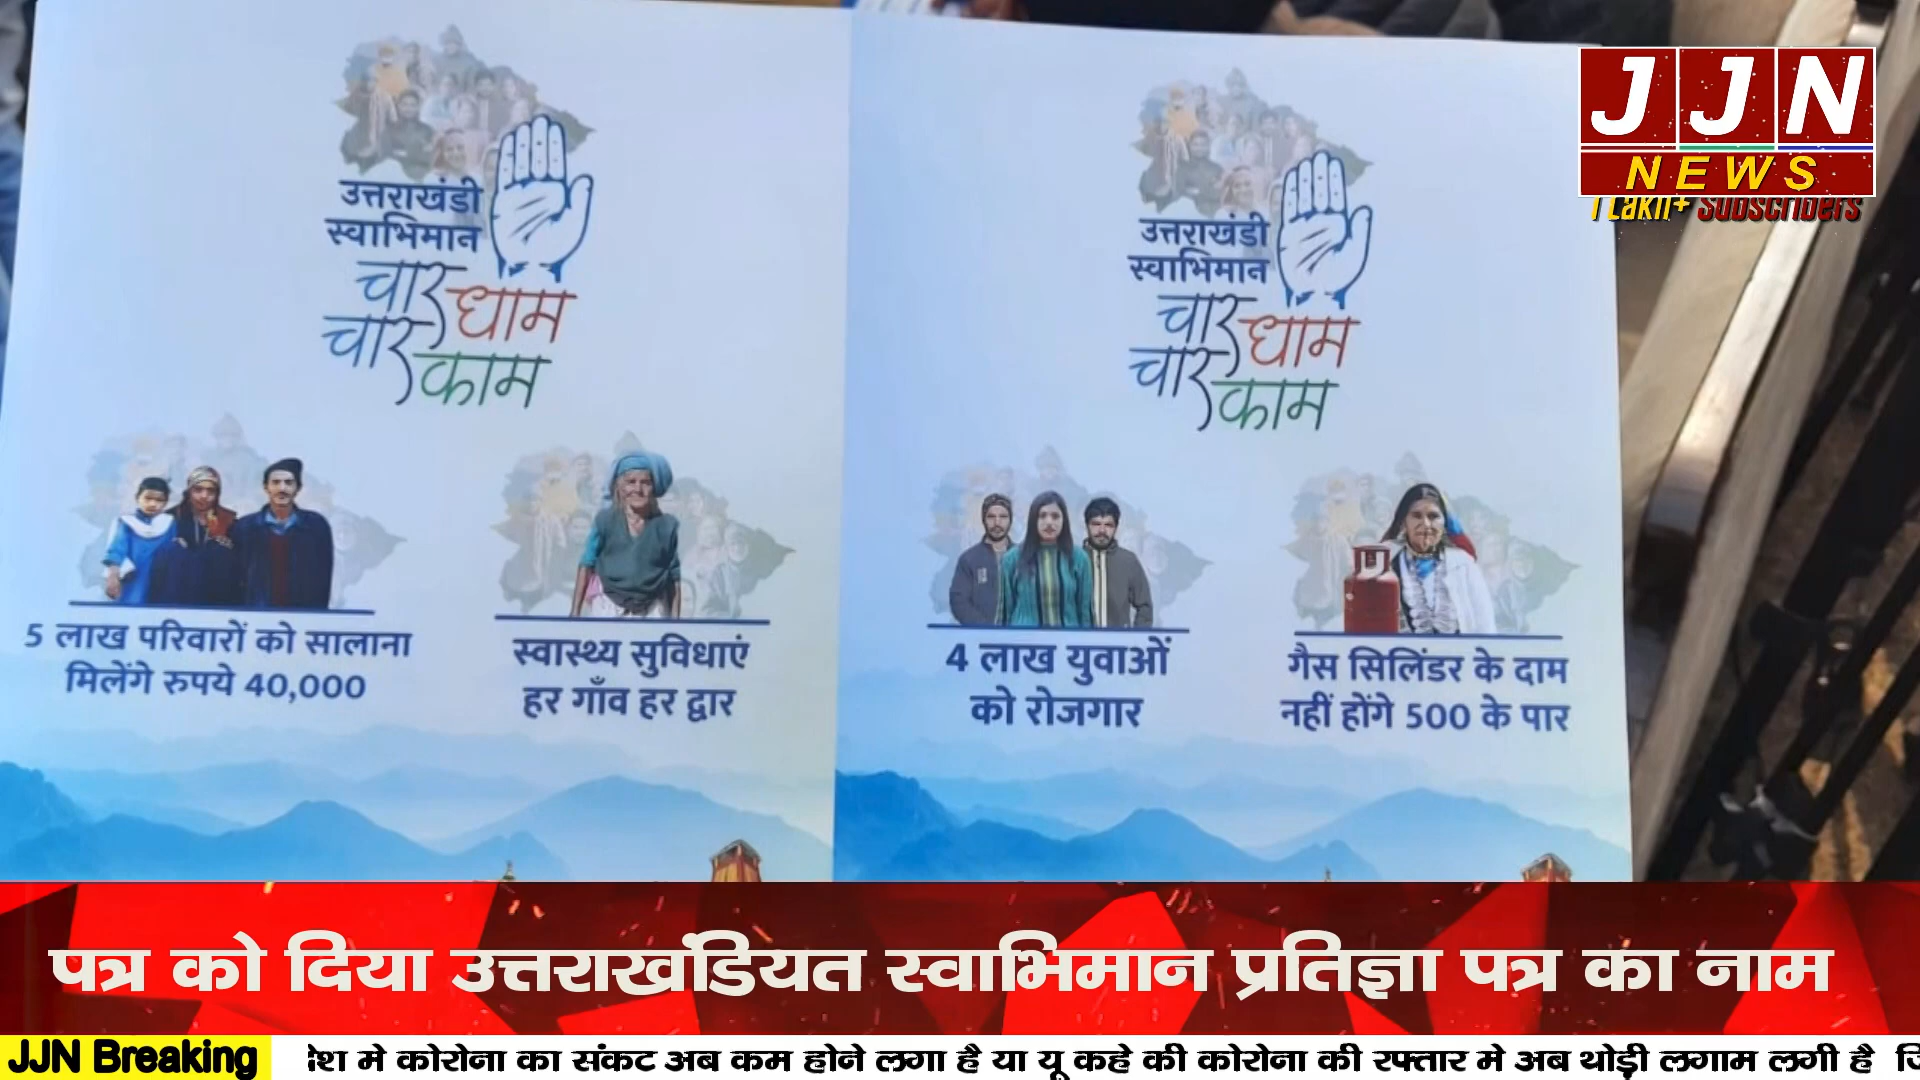 उत्तराखंडी
स्वाभिमान
चार धाम
चार काम
5 लाख परिवारों को सालाना
मिलेंगे रुपये 40,000
स्वास्थ्य सुविधाएं
हर गाँव हर द्वार
उत्तराखंडी
स्वाभिमान
चार धाम
चार काम
4 लाख युवाओं
को रोजगार
गैस सिलिंडर के दाम
नहीं होंगे 500 के पार
JJN
NEWS
1 Lakh+ Subscribers
पत्र को दिया उत्तराखंडियत स्वाभिमान प्रतिज्ञा पत्र का नाम
JJN Breaking
मे कोरोना का संकट अब कम होने लगा है या यू कहे की कोरोना की रफ्तार मे अब थोड़ी लगाम लगी है